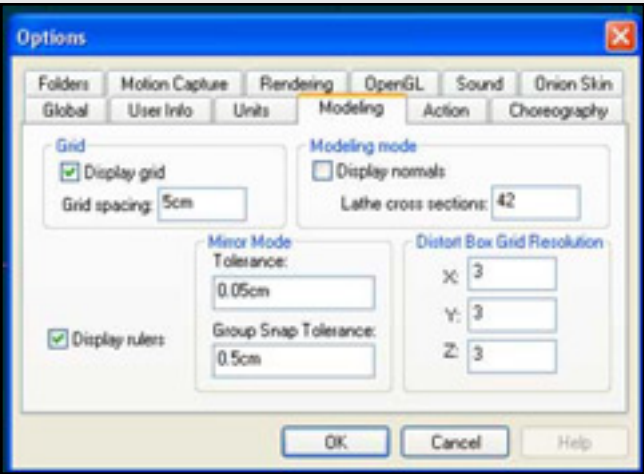 Options
Folders Motion Capture Rendering OpenGL Sound Onion Skin
Global User Info Units Modeling Action Choreography
Grid
Display grid
Grid spacing: 5cm
Modeling mode
Display normals
Lathe cross sections: 42
Mirror Mode
Tolerance:
0.05cm
Group Snap Tolerance:
0.5cm
Distort Box Grid Resolution
X: 3
Y: 3
Z: 3
Display rulers
OK Cancel Help